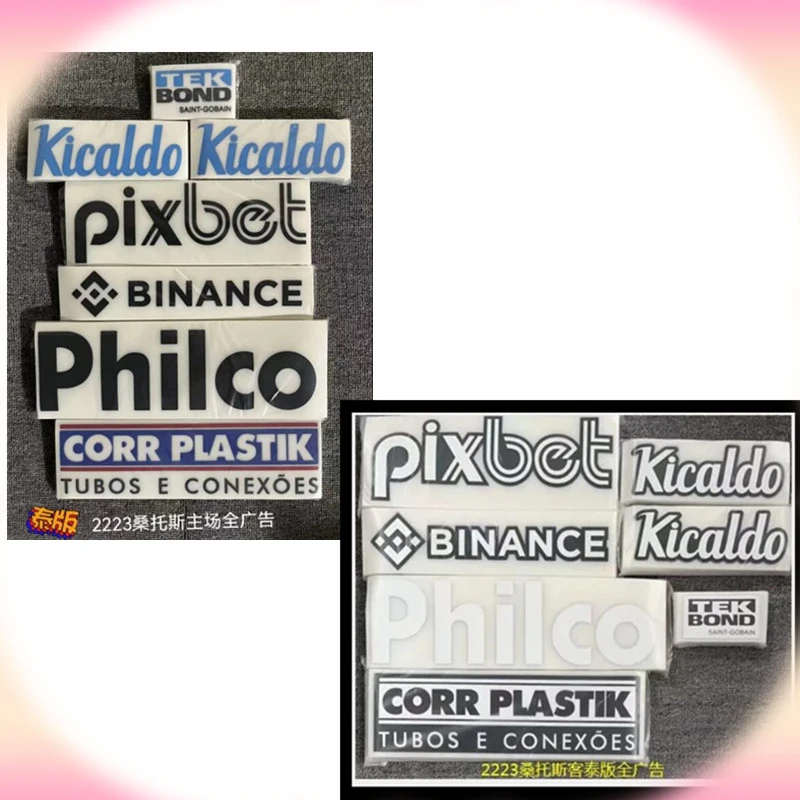 TEK
BOND
SAINT-GOBAIN
Kicaldo Kicaldo
pixbet
BINANCE
Philco
CORR PLASTIK
TUBOS E CONEXÕES
泰版 2223桑托斯主场全广告
pixbet
Kicaldo
BINANCE
Kicaldo
Philco
TEK
BOND
SAINT-GOBAIN
CORR PLASTIK
TUBOS E CONEXÕES
2223桑托斯客泰版全广告